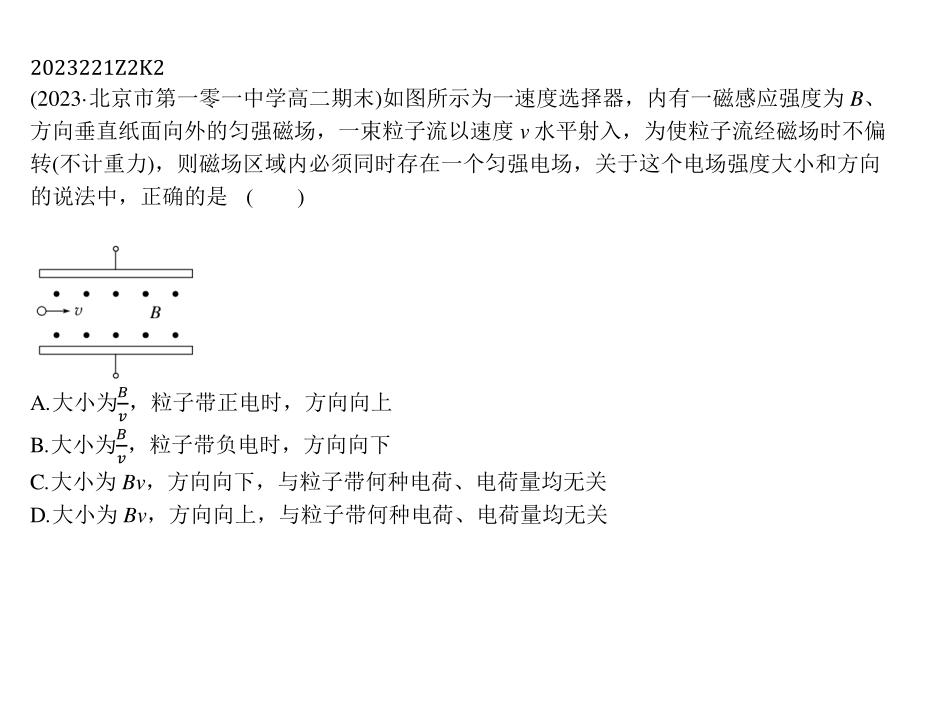 2023221Z2K2
(2023·北京市第一零一中学高二期末)如图所示为一速度选择器，内有一磁感应强度为 B、
方向垂直纸面向外的匀强磁场，一束粒子流以速度 v 水平射入，为使粒子流经磁场时不偏
转(不计重力)，则磁场区域内必须同时存在一个匀强电场，关于这个电场强度大小和方向
的说法中，正确的是 (　　)
v B
A.大小为B/v，粒子带正电时，方向向上
B.大小为B/v，粒子带负电时，方向向下
C.大小为 Bv，方向向下，与粒子带何种电荷、电荷量均无关
D.大小为 Bv，方向向上，与粒子带何种电荷、电荷量均无关